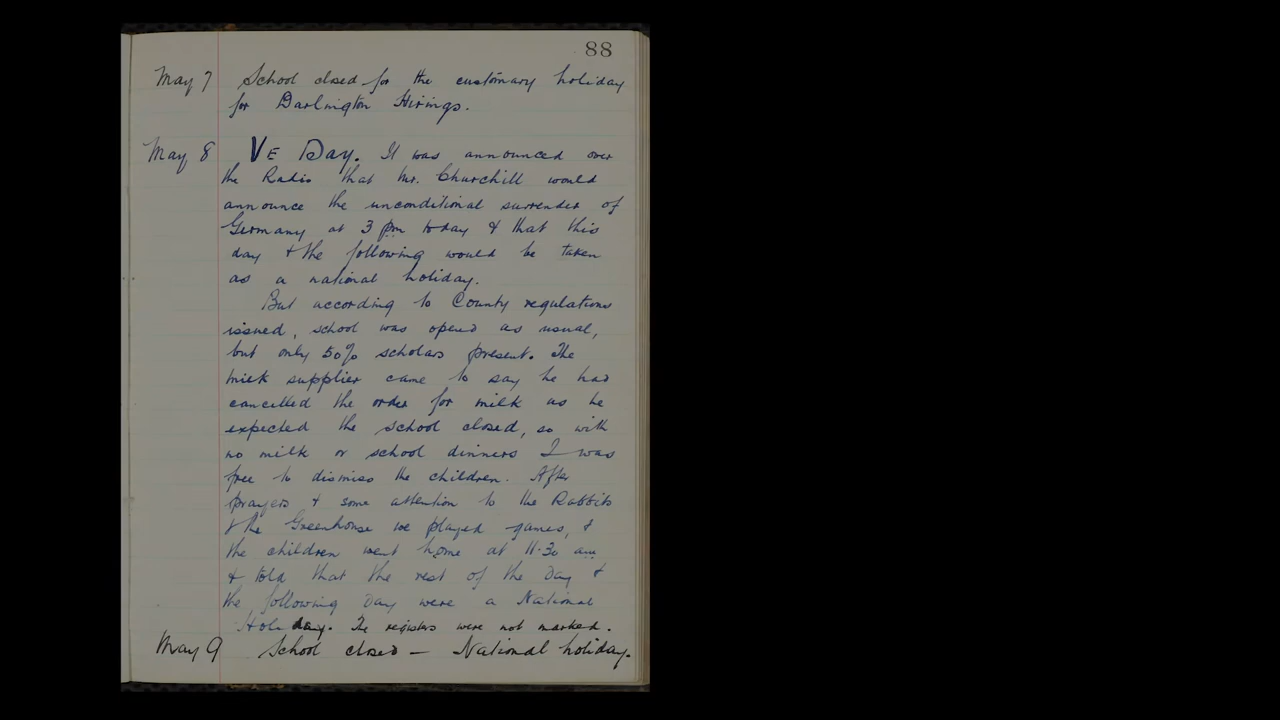 88
May 7 School closed for the customary holiday
for Darlington Hirings.
May 8 VE Day. It was announced over
the Radio that Mr. Churchill would
announce the unconditional surrender of
Germany at 3 pm today & that this
day & the following would be taken
as a national holiday.
But according to County regulations
issued, school was opened as usual,
but only 50% scholars present. The
milk supplier came to say he had
cancelled the order for milk as he
expected the school closed, so with
no milk or school dinners I was
free to dismiss the children. After
prayers & some attention to the Rabbits
& the Greenhouse we played games, &
the children went home at 11.30 am
& told that the rest of the Day &
the following Day were a National
Holiday. The registers were not marked.
May 9 School closed — National holiday.